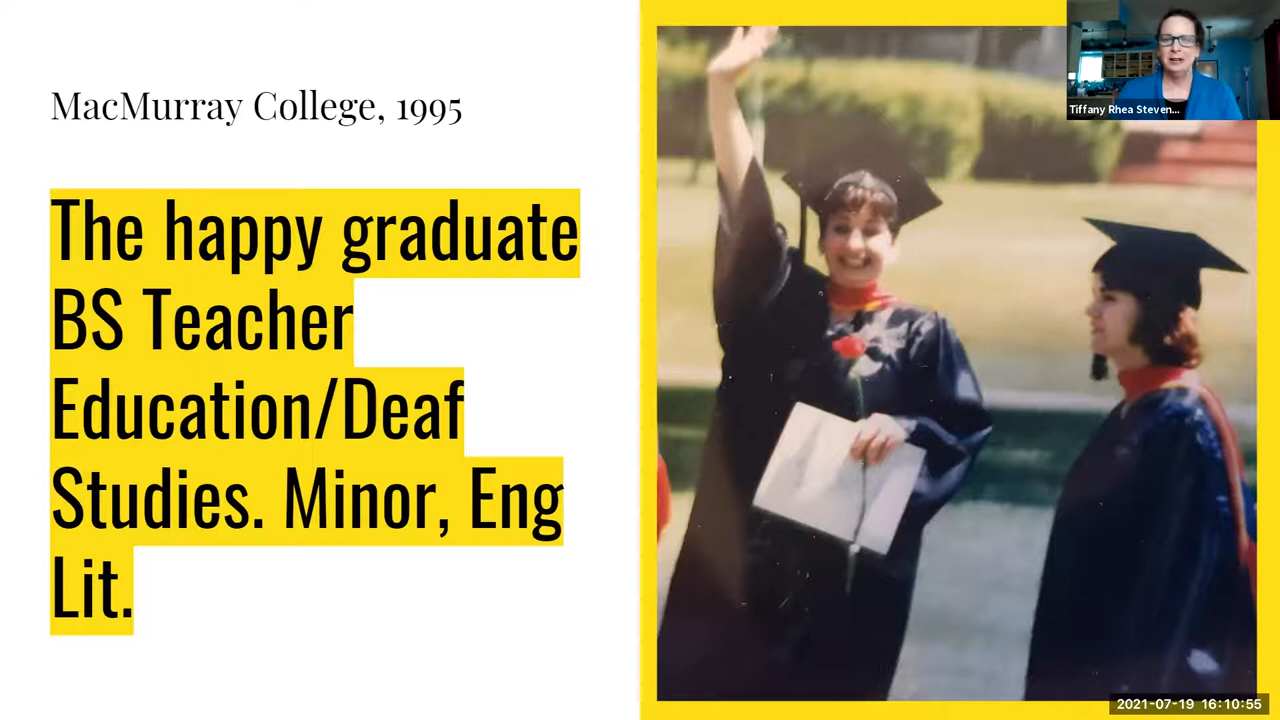 MacMurray College, 1995
The happy graduate
BS Teacher
Education/Deaf
Studies. Minor, Eng
Lit.
Tiffany Rhea Steven...
2021-07-19 16:10:55